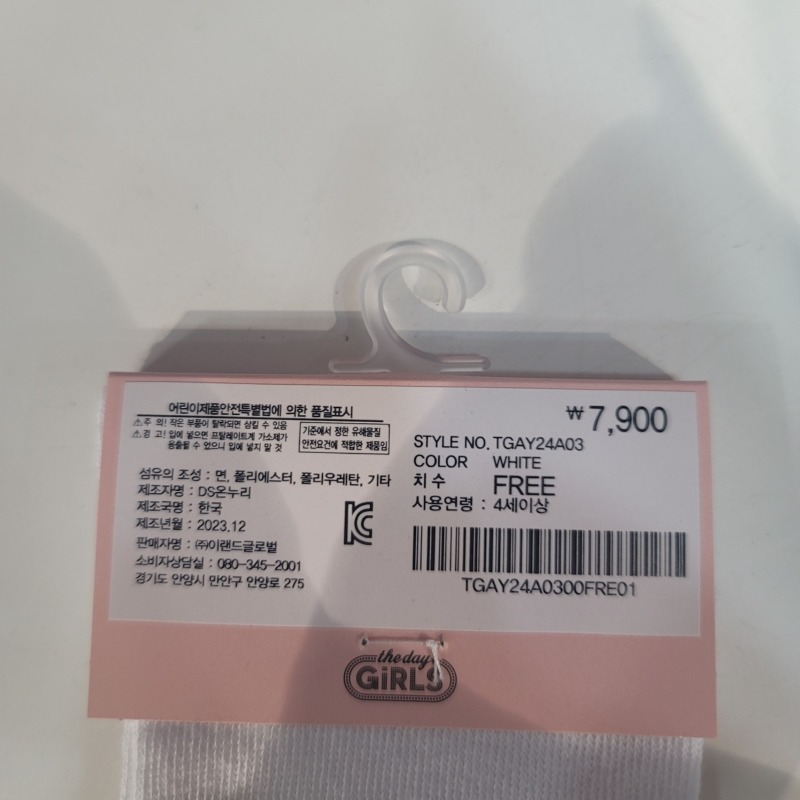 어린이제품안전특별법에 의한 품질표시
⚠주 의! 작은 부품이 탈락되면 삼킬 수 있음
⚠경 고! 입에 넣으면 프탈레이트계 가소제가
용출될 수 있으니 입에 넣지 말 것
기준에서 정한 유해물질
안전요건에 적합한 제품임
섬유의 조성 : 면, 폴리에스터, 폴리우레탄, 기타
제조자명 : DS온누리
제조국명 : 한국
제조년월 : 2023.12
판매자명 : ㈜이랜드글로벌
소비자상담실 : 080-345-2001
경기도 안양시 만안구 안양로 275
₩7,900
STYLE NO. TGAY24A03
COLOR WHITE
치 수 FREE
사용연령 : 4세이상
TGAY24A0300FRE01
the day
GiRLS